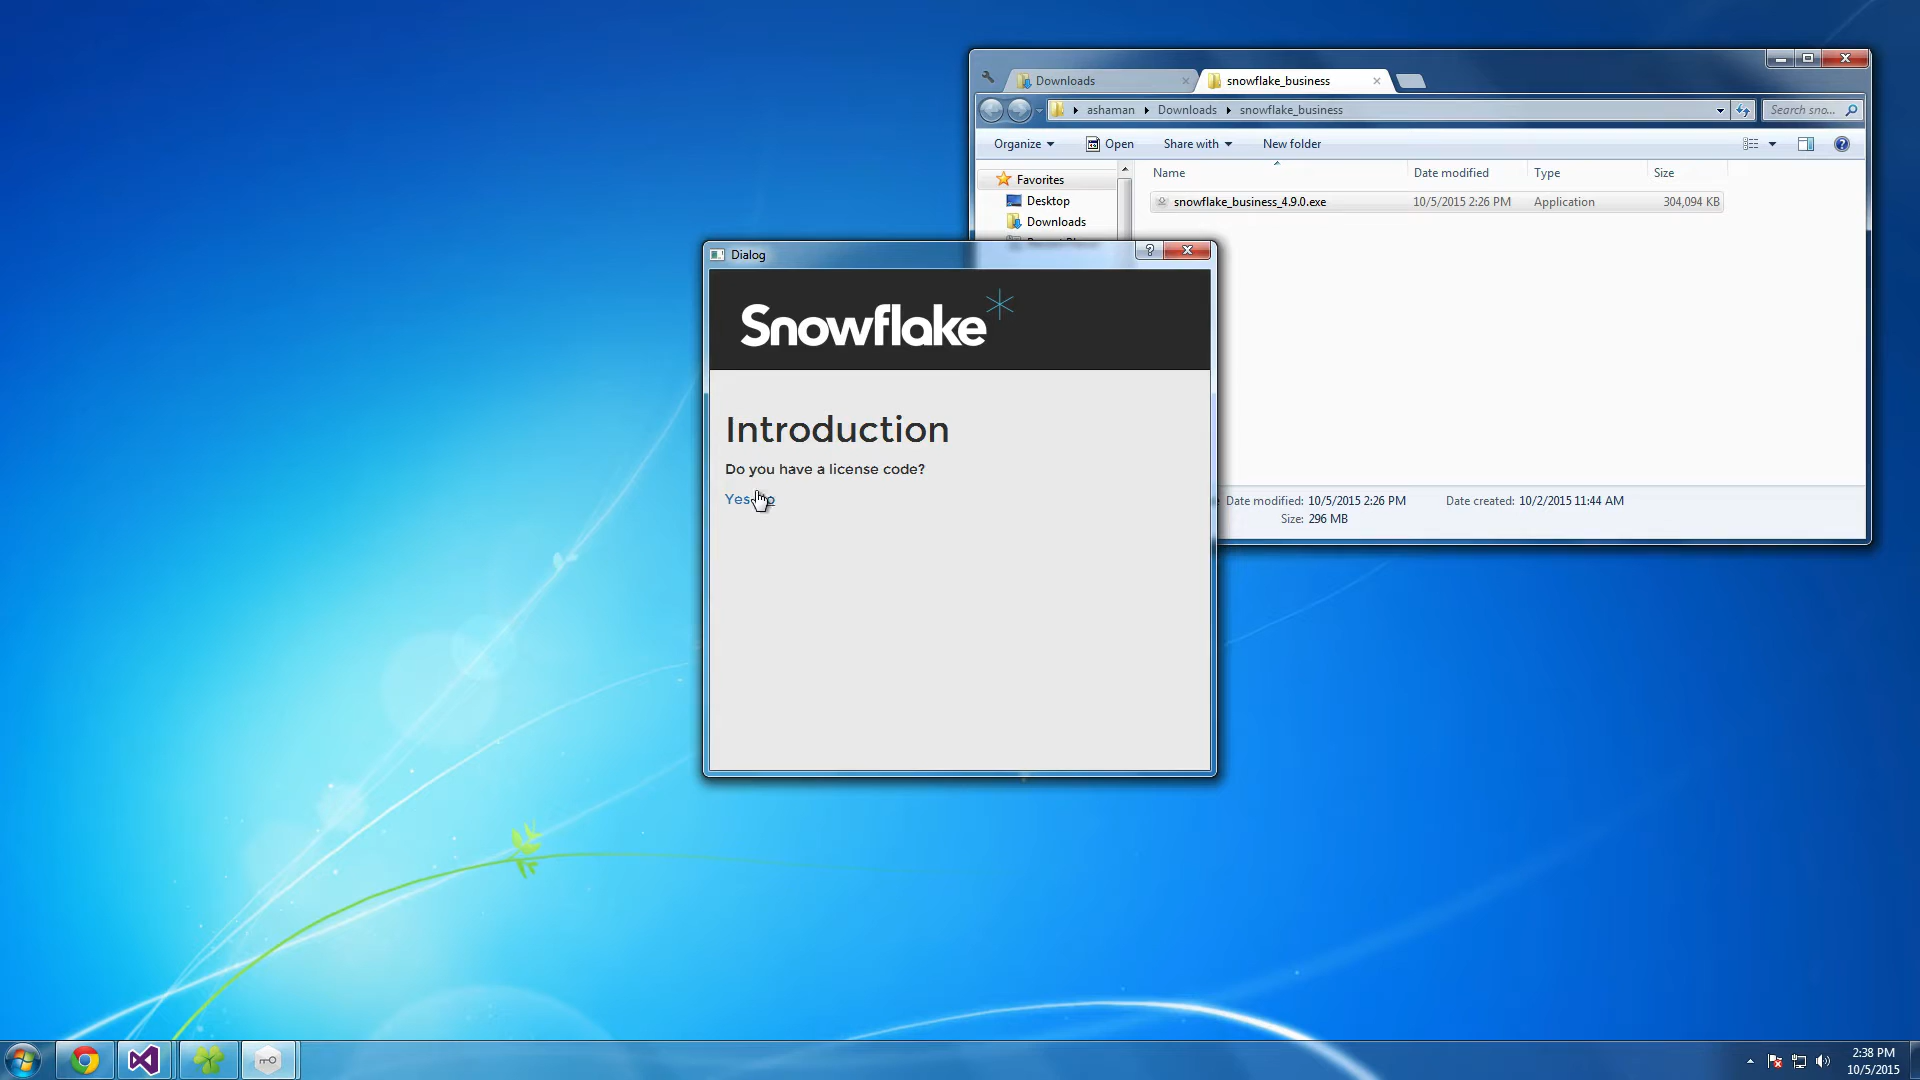 Downloads
snowflake_business
ashaman Downloads snowflake_business
Search sno...
Organize Open Share with New folder
Favorites
Desktop
Downloads
Name Date modified Type Size
snowflake_business_4.9.0.exe 10/5/2015 2:26 PM Application 304,094 KB
Dialog
Snowflake
Introduction
Do you have a license code?
Yes
Date modified: 10/5/2015 2:26 PM Date created: 10/2/2015 11:44 AM
Size: 296 MB
2:38 PM
10/5/2015